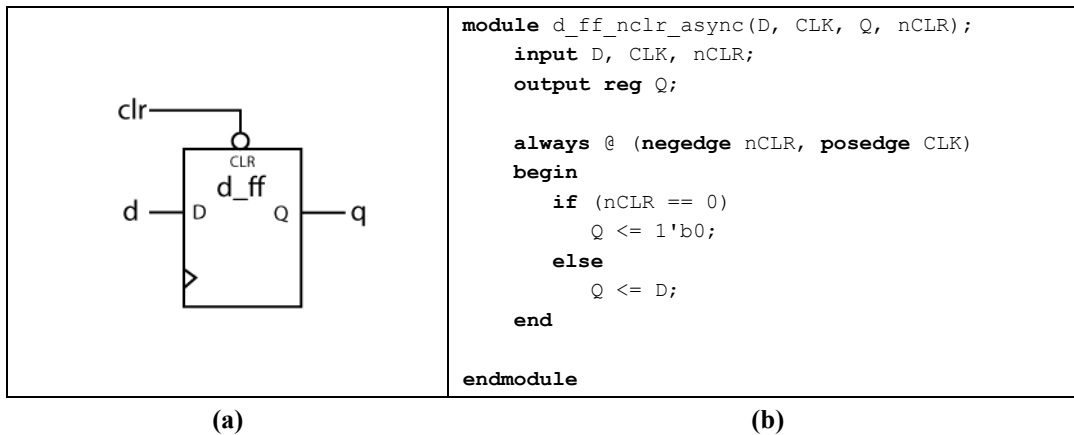 clr
CLR
d_ff
d D Q q
module d_ff_nclr_async(D, CLK, Q, nCLR);
input D, CLK, nCLR;
output reg Q;
always @ (negedge nCLR, posedge CLK)
begin
if (nCLR == 0)
Q <= 1'b0;
else
Q <= D;
end
endmodule
(a)
(b)